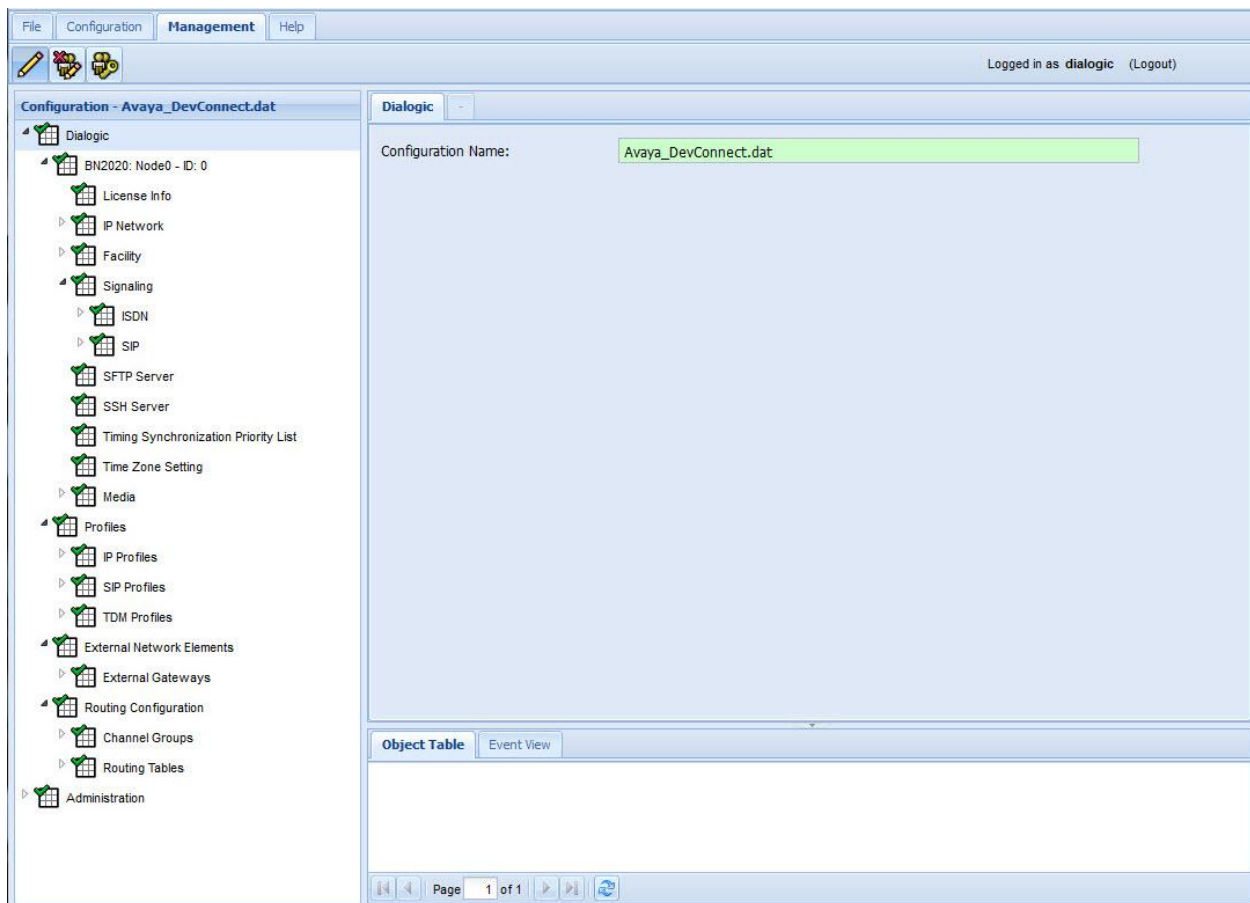 File Configuration Management Help
Logged in as dialogic (Logout)
Configuration - Avaya_DevConnect.dat
Dialogic
BN2020: Node0 - ID: 0
License Info
IP Network
Facility
Signaling
ISDN
SIP
SFTP Server
SSH Server
Timing Synchronization Priority List
Time Zone Setting
Media
Profiles
IP Profiles
SIP Profiles
TDM Profiles
External Network Elements
External Gateways
Routing Configuration
Channel Groups
Routing Tables
Administration
Dialogic -
Configuration Name: Avaya_DevConnect.dat
Object Table Event View
Page 1 of 1